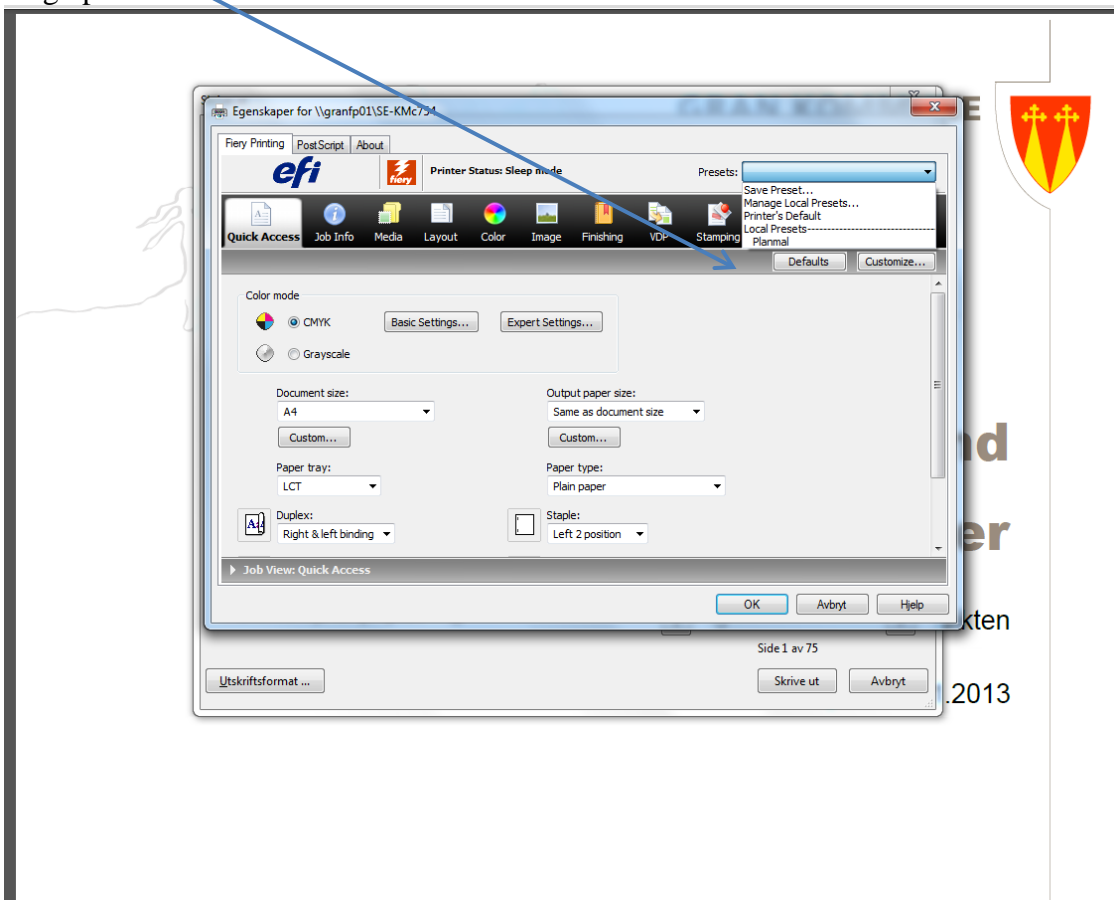 Egenskaper for \\granfp01\SE-KMc754
GRAN KOMMUNE
Fiery Printing PostScript About
efi fiery Printer Status: Sleep mode Presets:
Save Preset...
Manage Local Presets...
Printer's Default
Local Presets
Planmal
Quick Access Job Info Media Layout Color Image Finishing VDP Stamping
Defaults Customize...
Color mode
CMYK Basic Settings... Expert Settings...
Grayscale
Document size: Output paper size:
A4 Same as document size
Custom... Custom...
Paper tray: Paper type:
LCT Plain paper
Duplex: Staple:
Right & left binding Left 2 position
Job View: Quick Access
OK Avbryt Hjelp
nd
er
kten
Side 1 av 75
Utskriftsformat ... Skrive ut Avbryt
.2013